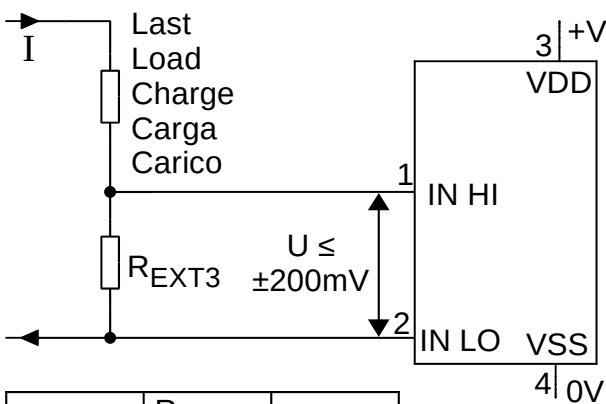 I
Last
Load
Charge
Carga
Carico
3
+V
VDD
1
IN HI
REXT3
U ≤
±200mV
2
IN LO
VSS
4
0V
R